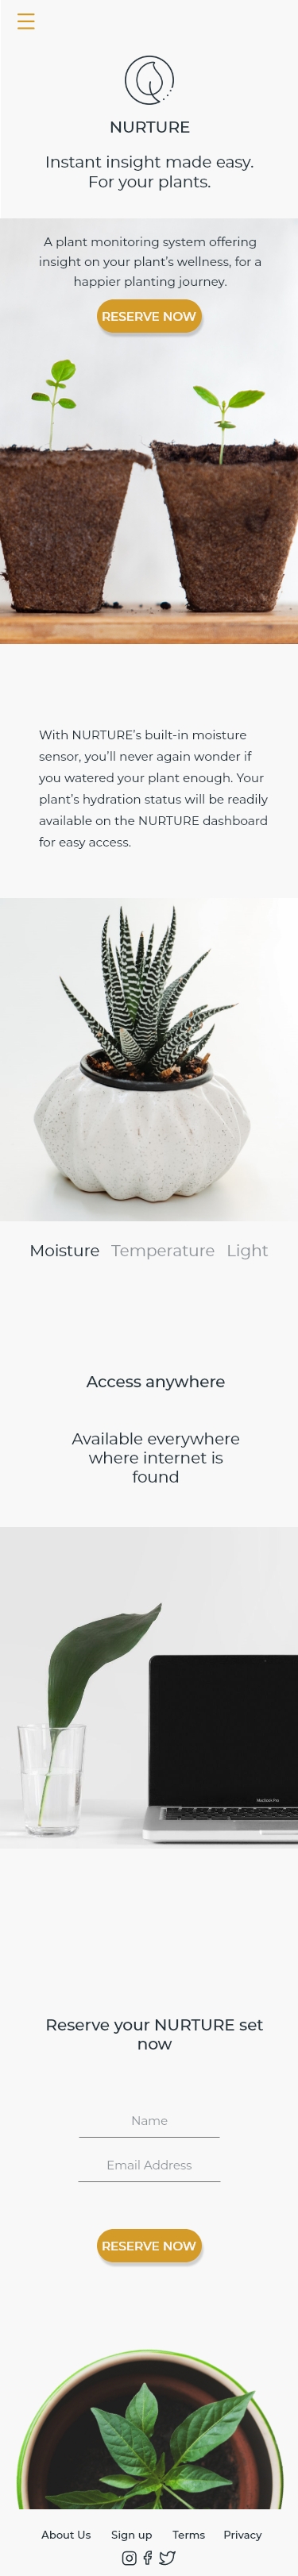 NURTURE
Instant insight made easy.
For your plants.
A plant monitoring system offering
insight on your plant's wellness, for a
happier planting journey.
RESERVE NOW
With NURTURE's built-in moisture
sensor, you'll never again wonder if
you watered your plant enough. Your
plant's hydration status will be readily
available on the NURTURE dashboard
for easy access.
Moisture Temperature Light
Access anywhere
Available everywhere
where internet is
found
MacBook Pro
Reserve your NURTURE set
now
Name
Email Address
RESERVE NOW
About Us Sign up Terms Privacy